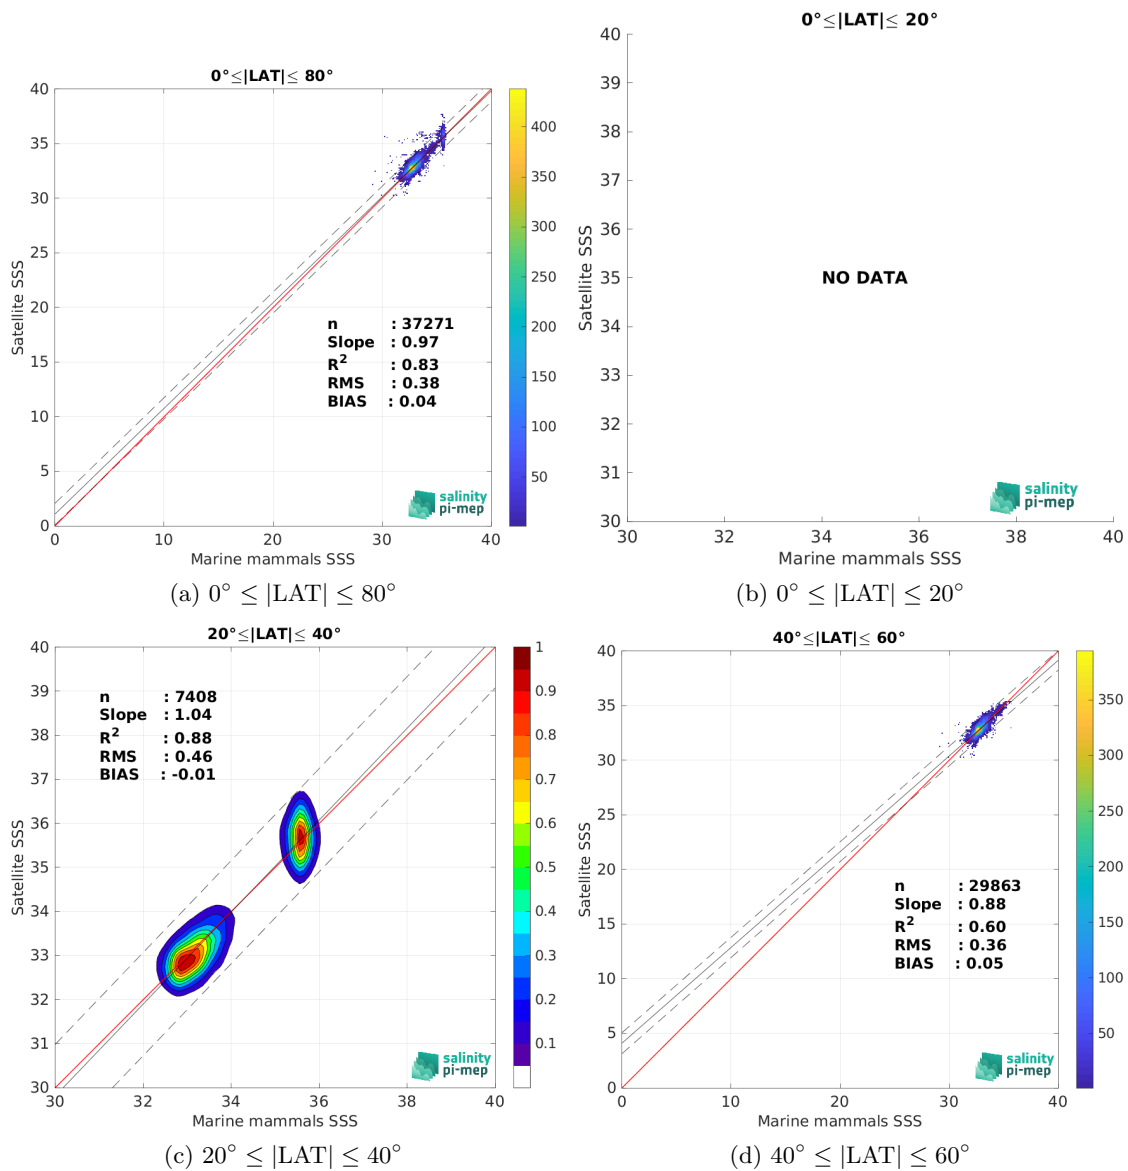 0°≤|LAT|≤ 80°
40
35
30
25
20
15
10
5
0
Satellite SSS
n : 37271
Slope : 0.97
R² : 0.83
RMS : 0.38
BIAS : 0.04
salinity
pi-mep
0 10 20 30 40
Marine mammals SSS
400
350
300
250
200
150
100
50
(a) 0° ≤ |LAT| ≤ 80°
0°≤|LAT|≤ 20°
40
39
38
37
36
35
34
33
32
31
30
Satellite SSS
NO DATA
salinity
pi-mep
30 32 34 36 38 40
Marine mammals SSS
(b) 0° ≤ |LAT| ≤ 20°
20°≤|LAT|≤ 40°
40
39
38
37
36
35
34
33
32
31
30
Satellite SSS
n : 7408
Slope : 1.04
R² : 0.88
RMS : 0.46
BIAS : -0.01
salinity
pi-mep
30 32 34 36 38 40
Marine mammals SSS
1
0.9
0.8
0.7
0.6
0.5
0.4
0.3
0.2
0.1
(c) 20° ≤ |LAT| ≤ 40°
40°≤|LAT|≤ 60°
40
35
30
25
20
15
10
5
0
Satellite SSS
n : 29863
Slope : 0.88
R² : 0.60
RMS : 0.36
BIAS : 0.05
salinity
pi-mep
0 10 20 30 40
Marine mammals SSS
350
300
250
200
150
100
50
(d) 40° ≤ |LAT| ≤ 60°